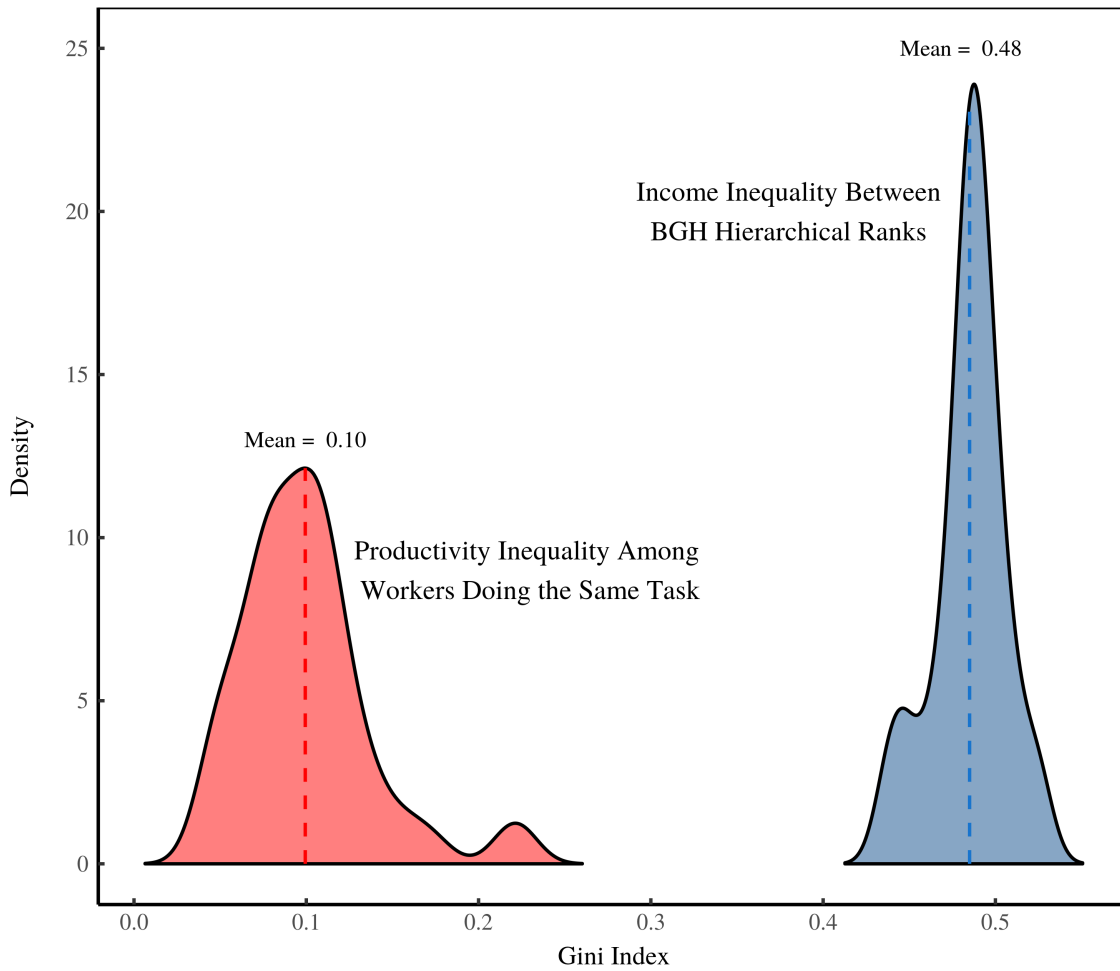 25
Mean = 0.48
Income Inequality Between
BGH Hierarchical Ranks
20
15
Mean = 0.10
Density
10
Productivity Inequality Among
Workers Doing the Same Task
5
0
0.0
0.1
0.2
0.3
0.4
0.5
Gini Index